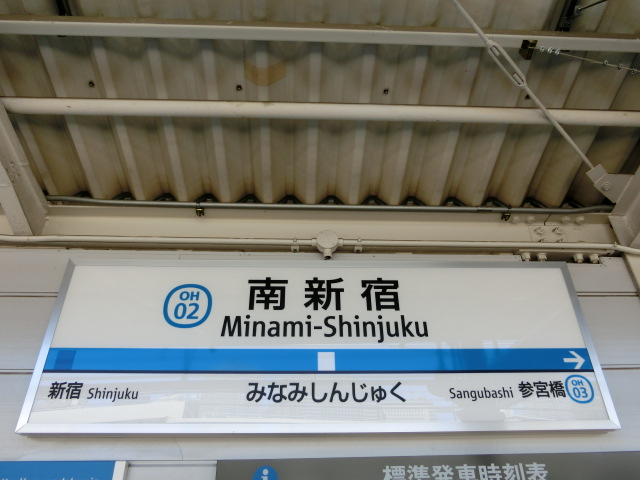 OH
02
南新宿
Minami-Shinjuku
新宿 Shinjuku
みなみしんじゅく
Sangubashi 参宮橋
OH
03
標準発車時刻表